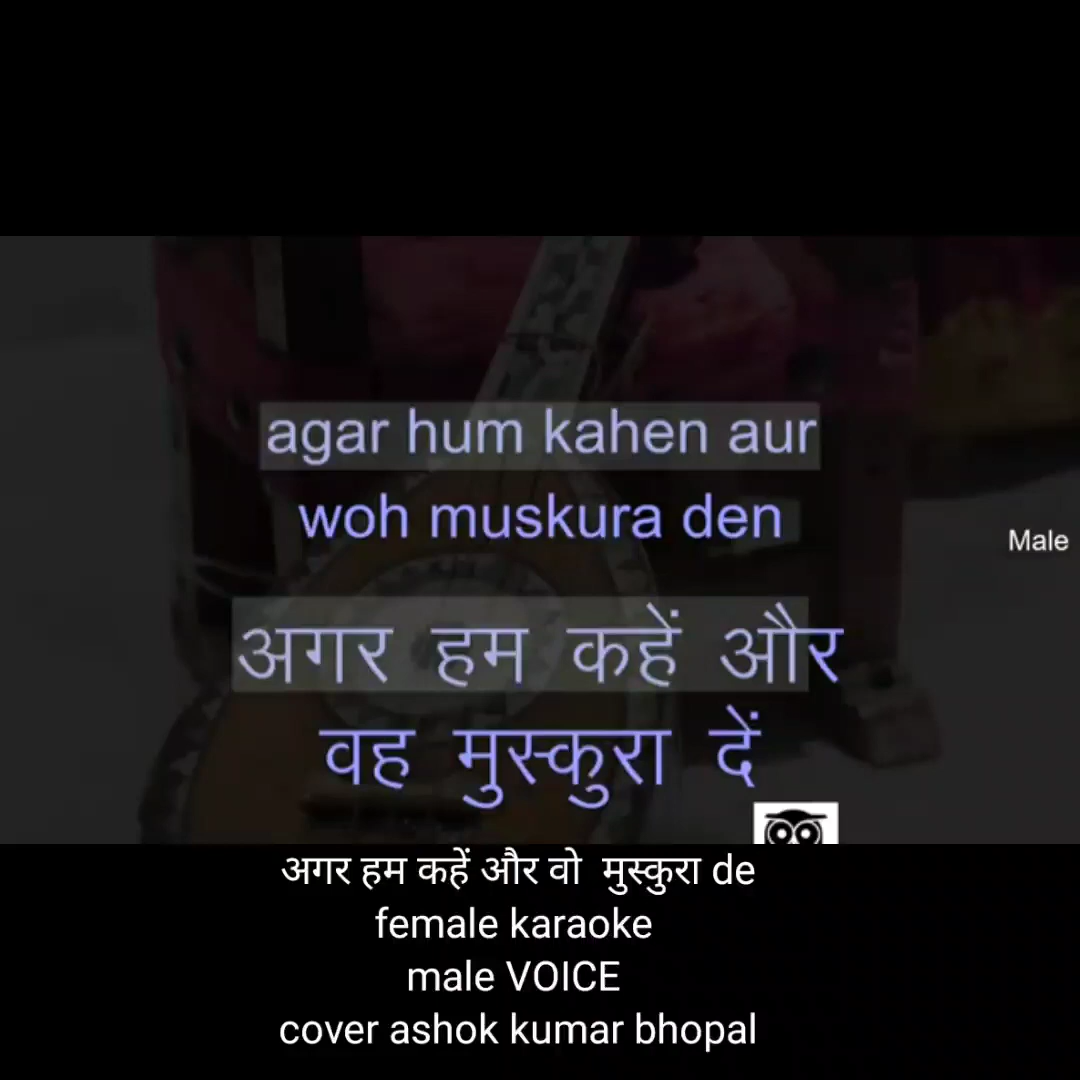 agar hum kahen aur
woh muskura den
Male
अगर हम कहें और
वह मुस्कुरा दें
अगर हम कहें और वो  मुस्कुरा de
female karaoke
male VOICE
cover ashok kumar bhopal